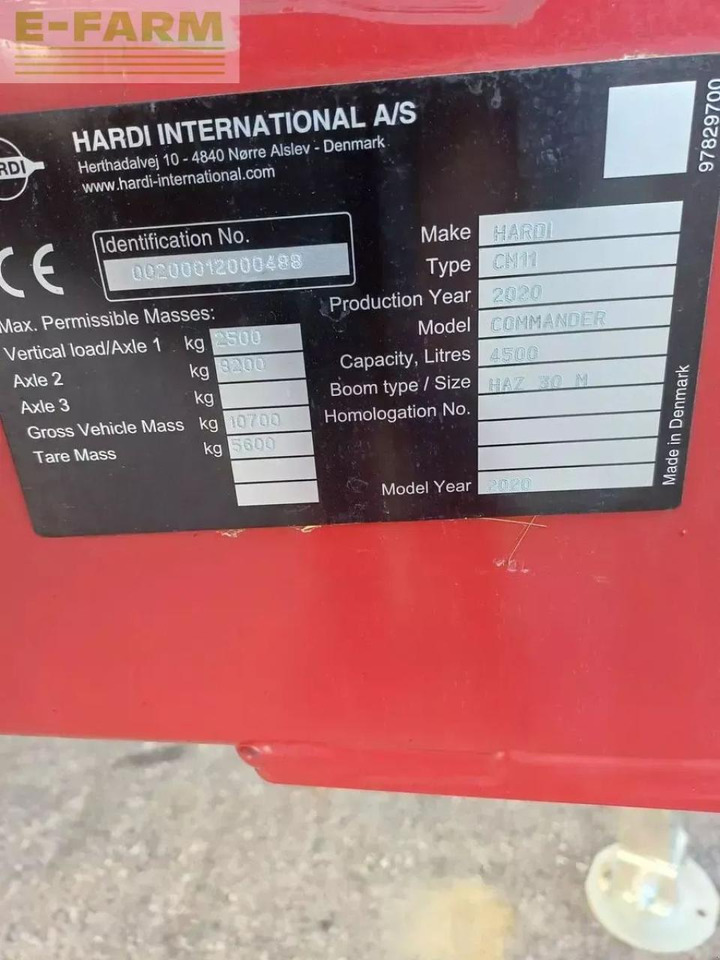 E-FARM
HARDI INTERNATIONAL A/S
Herthadalvej 10 - 4840 Nørre Alslev - Denmark
www.hardi-international.com
97829700
CE
Identification No.
00200012000488
Max. Permissible Masses:
Vertical load/Axle 1 kg 2500
Axle 2 kg 8200
Axle 3 kg
Gross Vehicle Mass kg 10700
Tare Mass kg 5600
Make HARDI
Type CM11
Production Year 2020
Model COMMANDER
Capacity, Litres 4500
Boom type / Size HAZ 30 M
Homologation No.
Model Year 2020
Made in Denmark